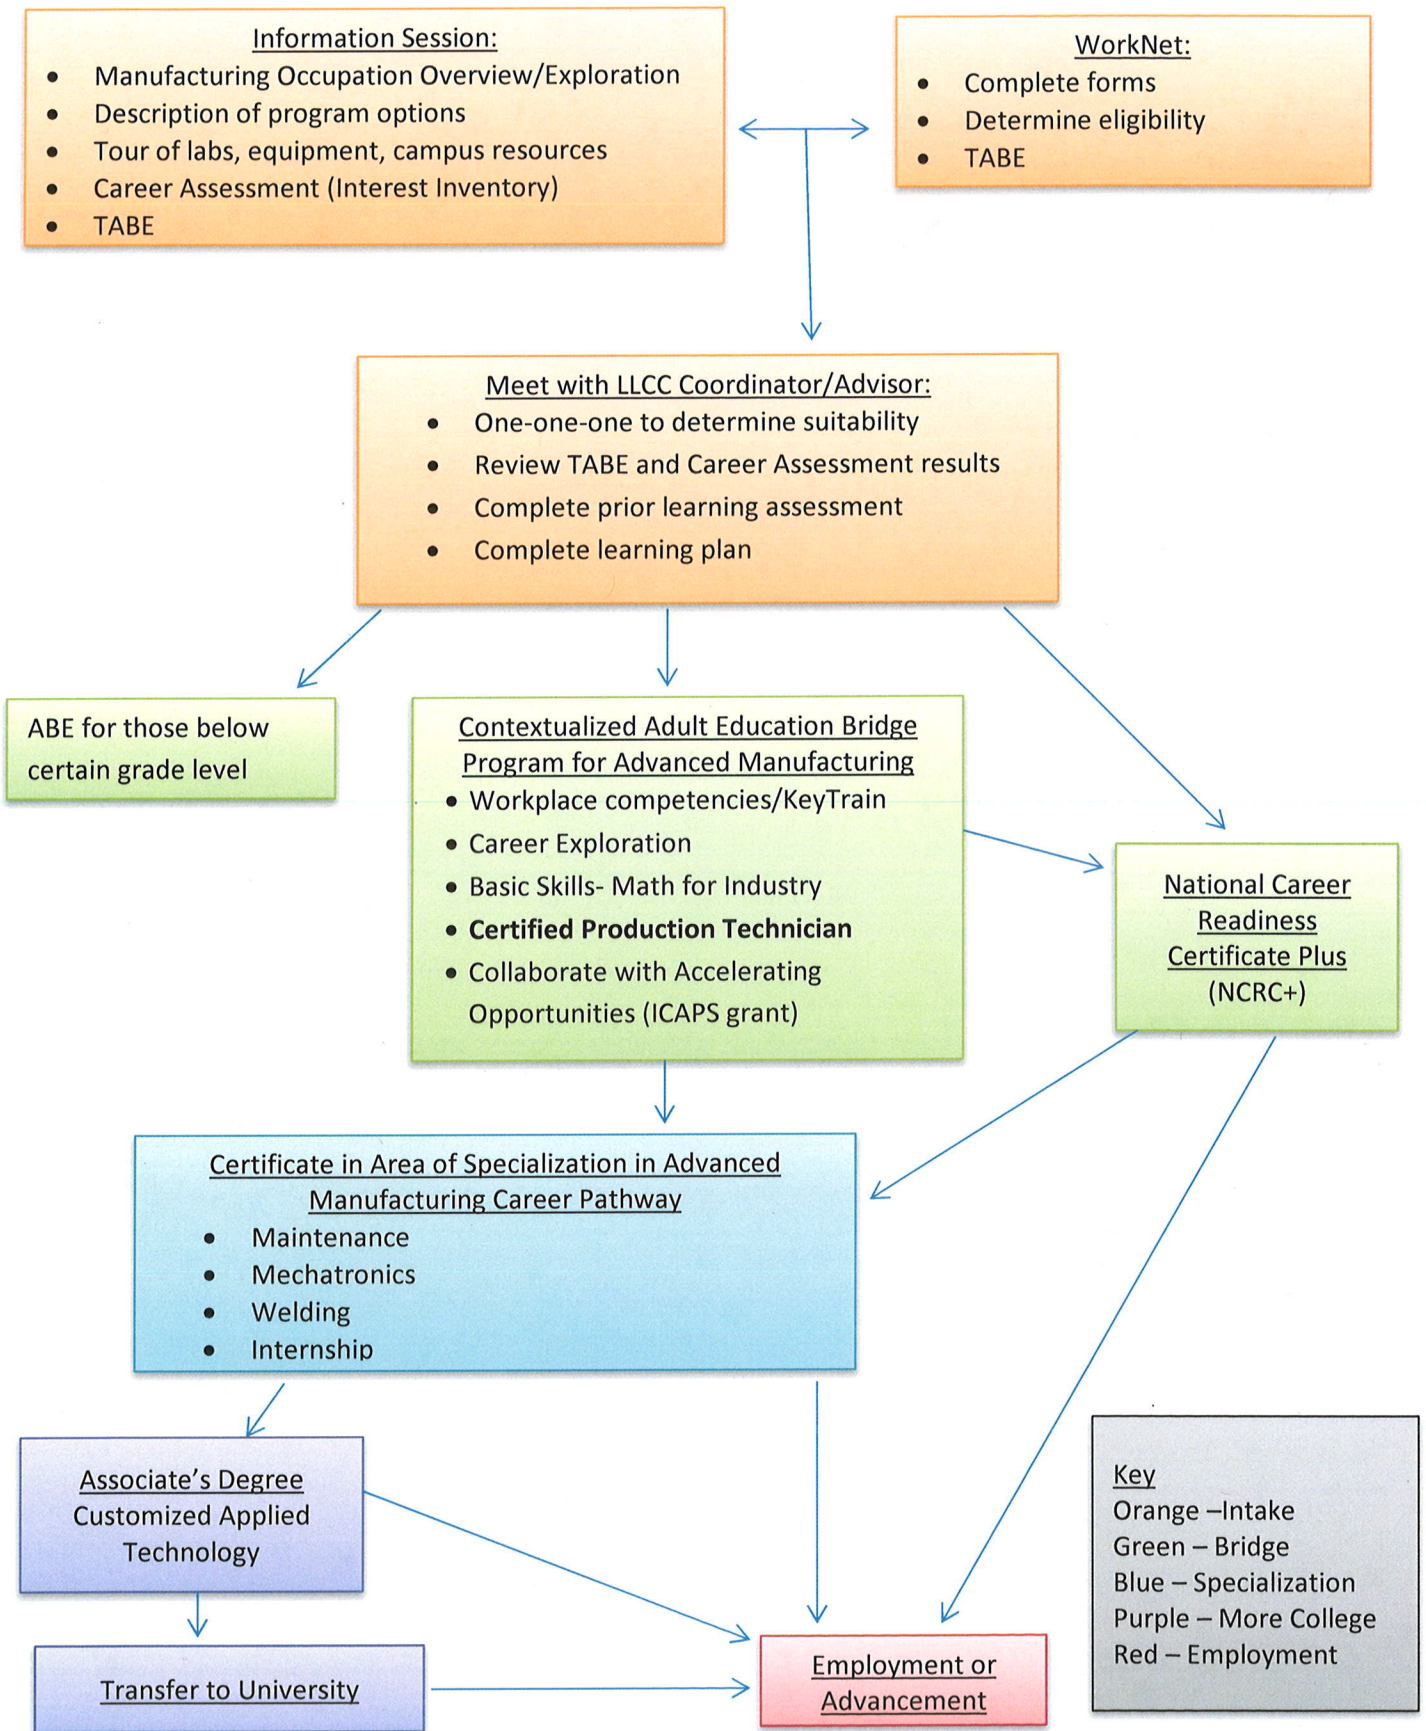 Information Session:
• Manufacturing Occupation Overview/Exploration
• Description of program options
• Tour of labs, equipment, campus resources
• Career Assessment (Interest Inventory)
• TABE
WorkNet:
• Complete forms
• Determine eligibility
• TABE
Meet with LLCC Coordinator/Advisor:
• One-one-one to determine suitability
• Review TABE and Career Assessment results
• Complete prior learning assessment
• Complete learning plan
ABE for those below
certain grade level
Contextualized Adult Education Bridge
Program for Advanced Manufacturing
• Workplace competencies/KeyTrain
• Career Exploration
• Basic Skills- Math for Industry
• Certified Production Technician
• Collaborate with Accelerating
Opportunities (ICAPS grant)
National Career
Readiness
Certificate Plus
(NCRC+)
Certificate in Area of Specialization in Advanced
Manufacturing Career Pathway
• Maintenance
• Mechatronics
• Welding
• Internship
Associate’s Degree
Customized Applied
Technology
Transfer to University
Employment or
Advancement
Key
Orange –Intake
Green – Bridge
Blue – Specialization
Purple – More College
Red – Employment